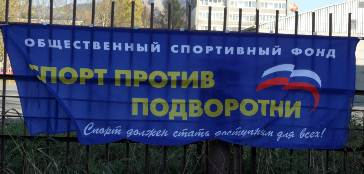 ОБЩЕСТВЕННЫЙ СПОРТИВНЫЙ ФОНД
СПОРТ ПРОТИВ
ПОДВОРОТНИ
Спорт должен стать доступным для всех!